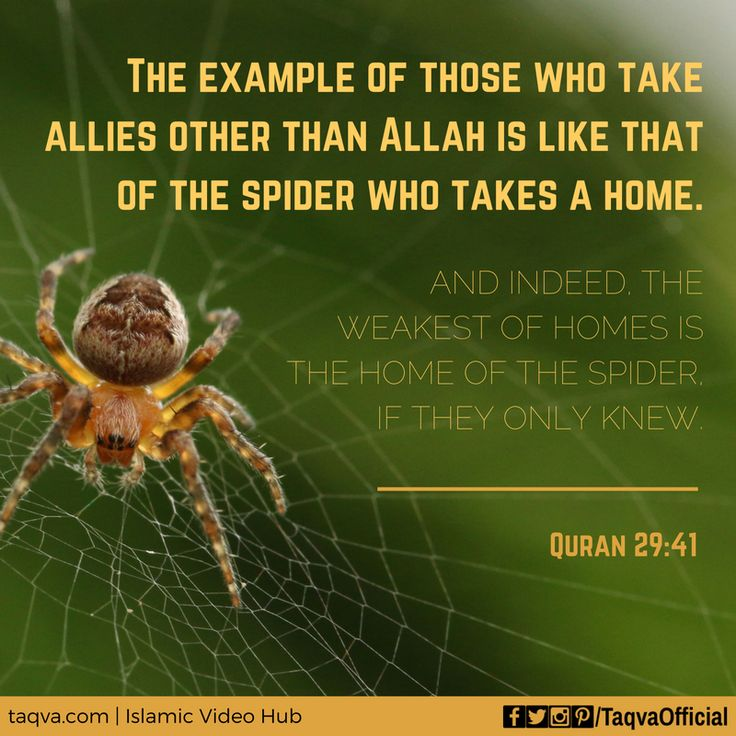 The example of those who take
allies other than Allah is like that
of the spider who takes a home.
AND INDEED, THE
WEAKEST OF HOMES IS
THE HOME OF THE SPIDER,
IF THEY ONLY KNEW.
Quran 29:41
taqva.com | Islamic Video Hub
/TaqvaOfficial